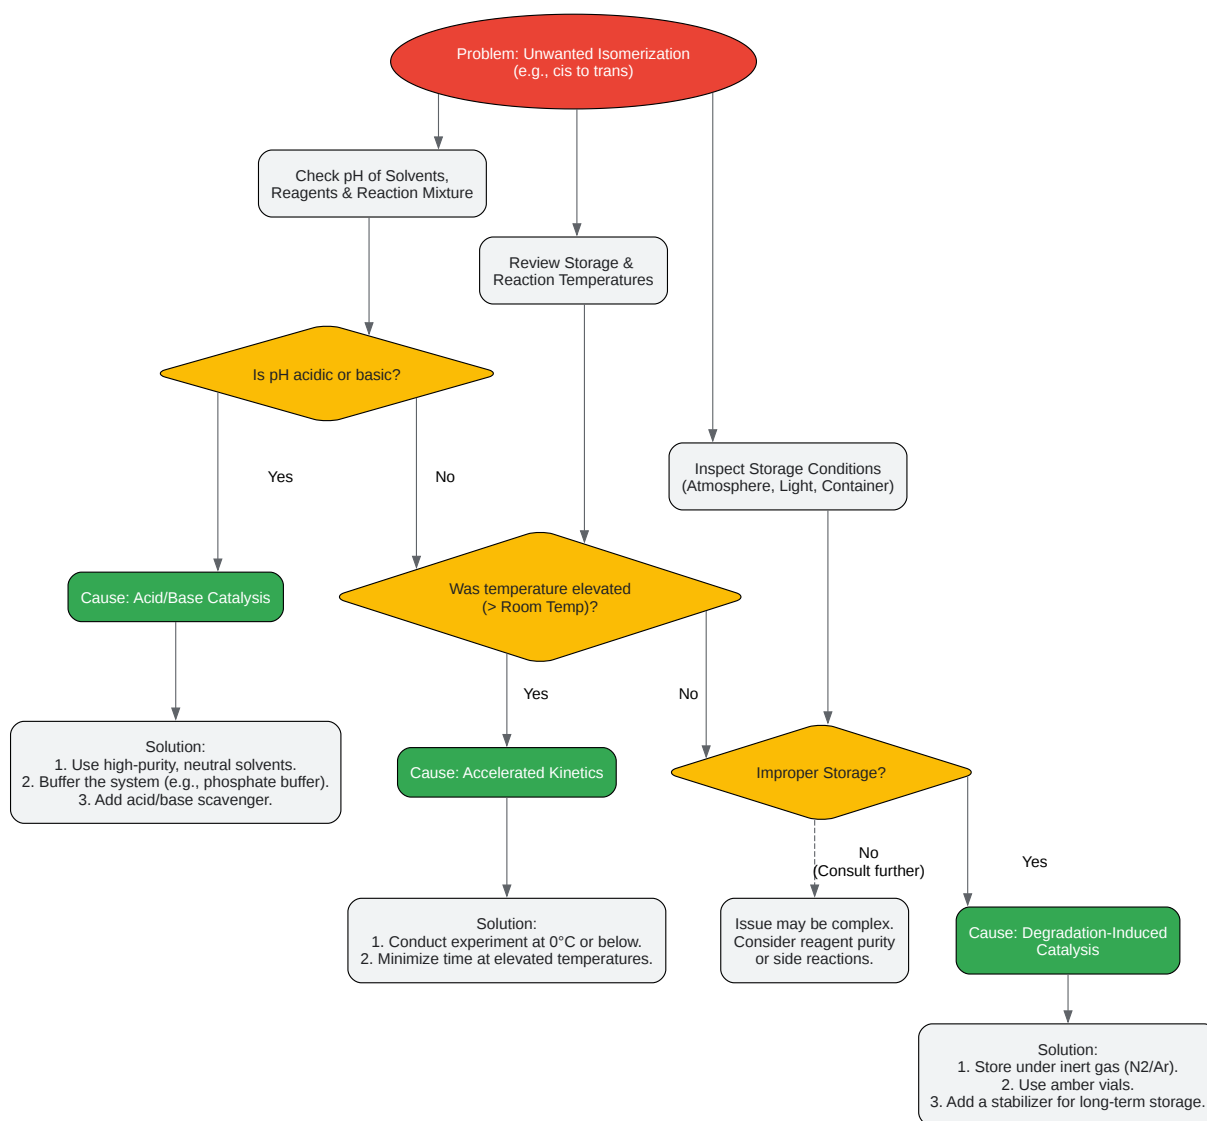 Problem: Unwanted Isomerization
(e.g., cis to trans)
Check pH of Solvents,
Reagents & Reaction Mixture
Review Storage &
Reaction Temperatures
Is pH acidic or basic?
Yes
No
Inspect Storage Conditions
(Atmosphere, Light, Container)
Cause: Acid/Base Catalysis
Was temperature elevated
(> Room Temp)?
Yes
No
Solution:
1. Use high-purity, neutral solvents.
2. Buffer the system (e.g., phosphate buffer).
3. Add acid/base scavenger.
Cause: Accelerated Kinetics
Improper Storage?
No
(Consult further)
Yes
Solution:
1. Conduct experiment at 0°C or below.
2. Minimize time at elevated temperatures.
Issue may be complex.
Consider reagent purity
or side reactions.
Cause: Degradation-Induced
Catalysis
Solution:
1. Store under inert gas (N2/Ar).
2. Use amber vials.
3. Add a stabilizer for long-term storage.